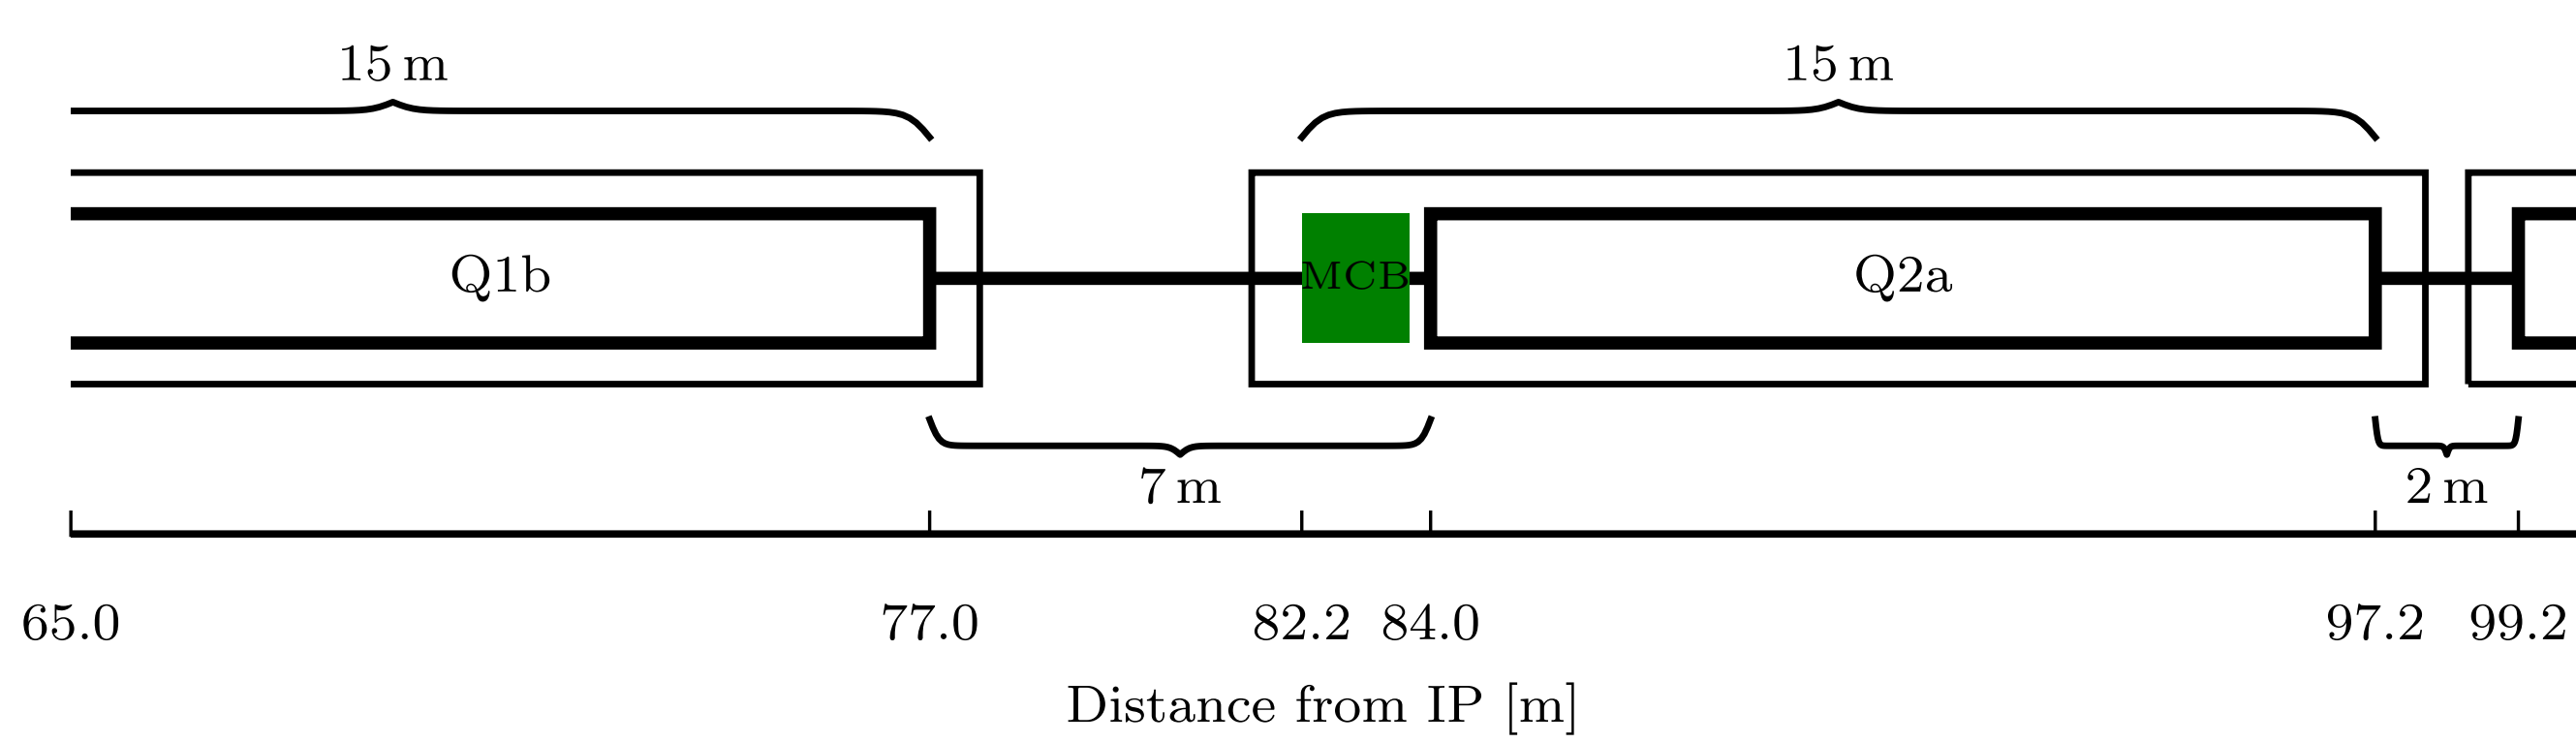 15 m
15 m
Q1b
MCB
Q2a
7 m
2 m
65.0
77.0
82.2
84.0
97.2
99.2
Distance from IP [m]